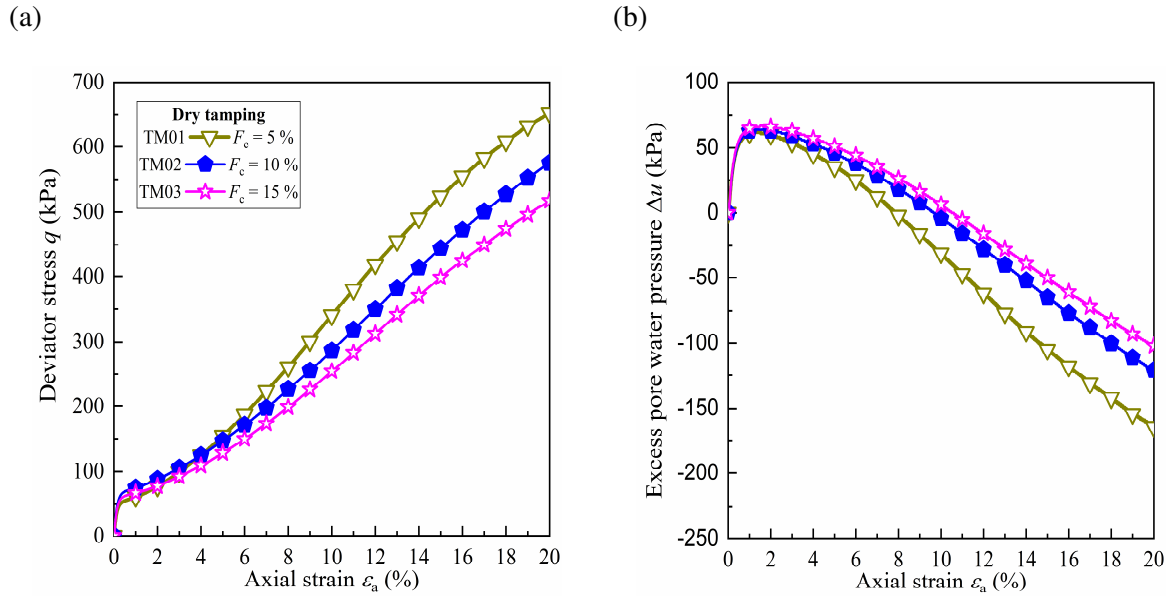 (a)
(b)
700
600
500
400
300
200
100
0
Deviator stress q (kPa)
Dry tamping
TM01 Fc = 5 %
TM02 Fc = 10 %
TM03 Fc = 15 %
0 2 4 6 8 10 12 14 16 18 20
Axial strain εa (%)
100
50
0
-50
-100
-150
-200
-250
Excess pore water pressure Δu (kPa)
0 2 4 6 8 10 12 14 16 18 20
Axial strain εa (%)